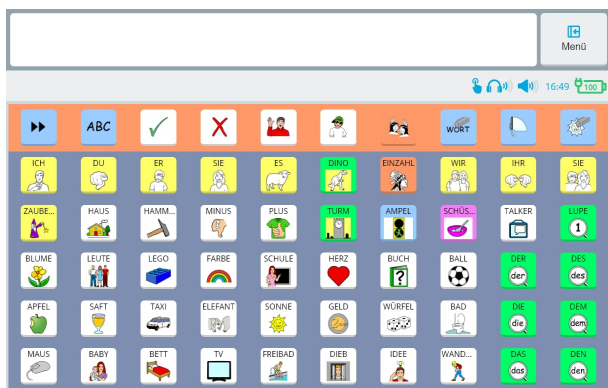 Menü
16:49 100
ABC WORT
ICH DU ER SIE ES DINO EINZAHL WIR IHR SIE
ZAUBE... HAUS HAMM... MINUS PLUS TURM AMPEL SCHÜS... TALKER LUPE
1
BLUME LEUTE LEGO FARBE SCHULE HERZ BUCH BALL DER DES
? der des
APFEL SAFT TAXI ELEFANT SONNE GELD WÜRFEL BAD DIE DEM
die dem
MAUS BABY BETT TV FREIBAD DIEB IDEE WAND... DAS DEN
das den